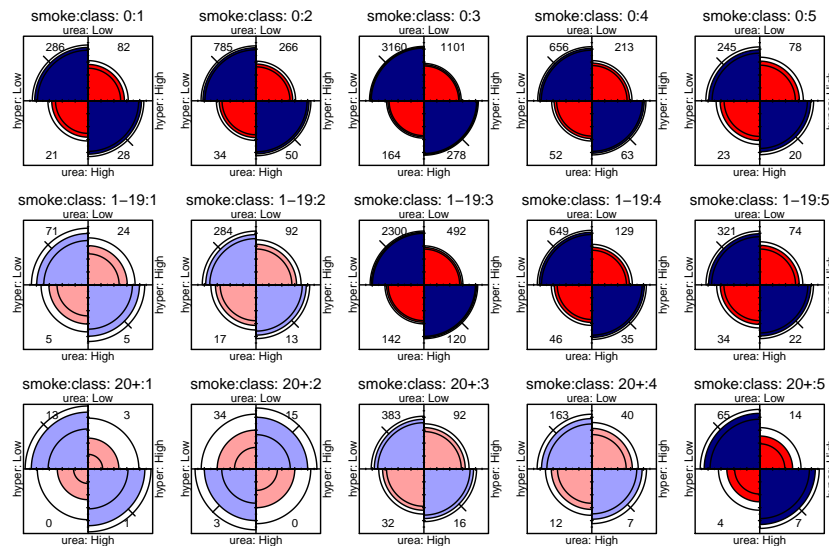 smoke:class: 0:1 smoke:class: 0:2 smoke:class: 0:3 smoke:class: 0:4 smoke:class: 0:5
urea: Low urea: Low urea: Low urea: Low urea: Low
286 82 785 266 3160 1101 656 213 245 78
hyper: Low hyper: High hyper: Low hyper: High hyper: Low hyper: High hyper: Low hyper: High hyper: Low hyper: High
21 28 34 50 164 278 52 63 23 20
urea: High urea: High urea: High urea: High urea: High
smoke:class: 1−19:1 smoke:class: 1−19:2 smoke:class: 1−19:3 smoke:class: 1−19:4 smoke:class: 1−19:5
urea: Low urea: Low urea: Low urea: Low urea: Low
71 24 284 92 2300 492 649 129 321 74
hyper: Low hyper: High hyper: Low hyper: High hyper: Low hyper: High hyper: Low hyper: High hyper: Low hyper: High
5 5 17 13 142 120 46 35 34 22
urea: High urea: High urea: High urea: High urea: High
smoke:class: 20+:1 smoke:class: 20+:2 smoke:class: 20+:3 smoke:class: 20+:4 smoke:class: 20+:5
urea: Low urea: Low urea: Low urea: Low urea: Low
13 3 34 15 383 92 163 40 65 14
hyper: Low hyper: High hyper: Low hyper: High hyper: Low hyper: High hyper: Low hyper: High hyper: Low hyper: High
0 1 3 0 32 16 12 7 4 7
urea: High urea: High urea: High urea: High urea: High